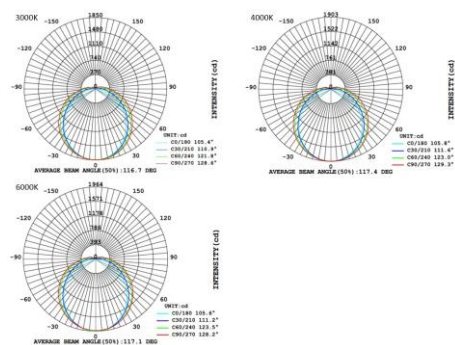 3000K
1850
1480
1110
740
370
-150
150
-120
120
-90
90
-60
60
-30
30
0
INTENSITY(cd)
UNIT:cd
C0/180 105.4°
C30/210 110.9°
C60/240 121.8°
C90/270 128.6°
AVERAGE BEAM ANGLE(50%):116.7 DEG
4000K
1903
1522
1142
761
381
-150
150
-120
120
-90
90
-60
60
-30
30
0
INTENSITY(cd)
UNIT:cd
C0/180 105.8°
C30/210 111.6°
C60/240 123.0°
C90/270 129.3°
AVERAGE BEAM ANGLE(50%):117.4 DEG
6000K
1964
1571
1178
393
-150
150
-120
120
-90
90
-60
60
-30
30
0
INTENSITY(cd)
UNIT:cd
C0/180 105.6°
C30/210 111.2°
C60/240 123.5°
C90/270 128.2°
AVERAGE BEAM ANGLE(50%):117.1 DEG